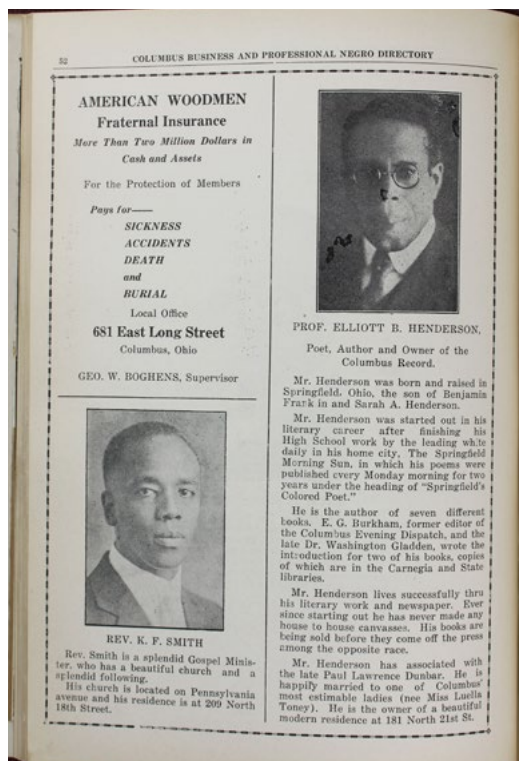 52
COLUMBUS BUSINESS AND PROFESSIONAL NEGRO DIRECTORY
AMERICAN WOODMEN
Fraternal Insurance
More Than Two Million Dollars in
Cash and Assets
For the Protection of Members
Pays for——
SICKNESS
ACCIDENTS
DEATH
and
BURIAL
Local Office
681 East Long Street
Columbus, Ohio
GEO. W. BOGHENS, Supervisor
REV. K. F. SMITH
Rev. Smith is a splendid Gospel Minis-
ter, who has a beautiful church and a
splendid following.
His church is located on Pennsylvania
avenue and his residence is at 209 North
18th Street.
PROF. ELLIOTT B. HENDERSON,
Poet, Author and Owner of the
Columbus Record.
Mr. Henderson was born and raised in
Springfield, Ohio, the son of Benjamin
Frank in and Sarah A. Henderson.
Mr. Henderson was started out in his
literary career after finishing his
High School work by the leading white
daily in his home city, The Springfield
Morning Sun, in which his poems were
published every Monday morning for two
years under the heading of "Springfield's
Colored Poet."
He is the author of seven different
books. E. G. Burkham, former editor of
the Columbus Evening Dispatch, and the
late Dr. Washington Gladden, wrote the
introduction for two of his books, copies
of which are in the Carnegia and State
libraries.
Mr. Henderson lives successfully thru
his literary work and newspaper. Ever
since starting out he has never made any
house to house canvasses. His books are
being sold before they come off the press
among the opposite race.
Mr. Henderson has associated with
the late Paul Lawrence Dunbar. He is
happily married to one of Columbus'
most estimable ladies (nee Miss Luella
Toney). He is the owner of a beautiful
modern residence at 181 North 21st St.